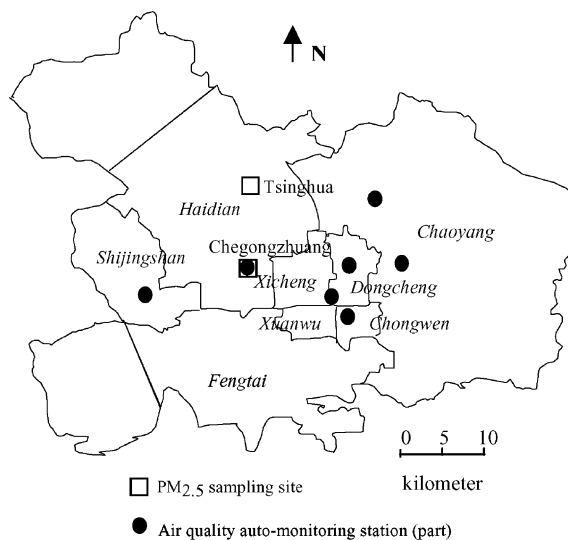 N
Tsinghua
Haidian
Chaoyang
Chegongzhuang
Shijingshan
Xicheng
Dongcheng
Xuanwu
Chongwen
Fengtai
0 5 10
kilometer
PM2.5 sampling site
Air quality auto-monitoring station (part)